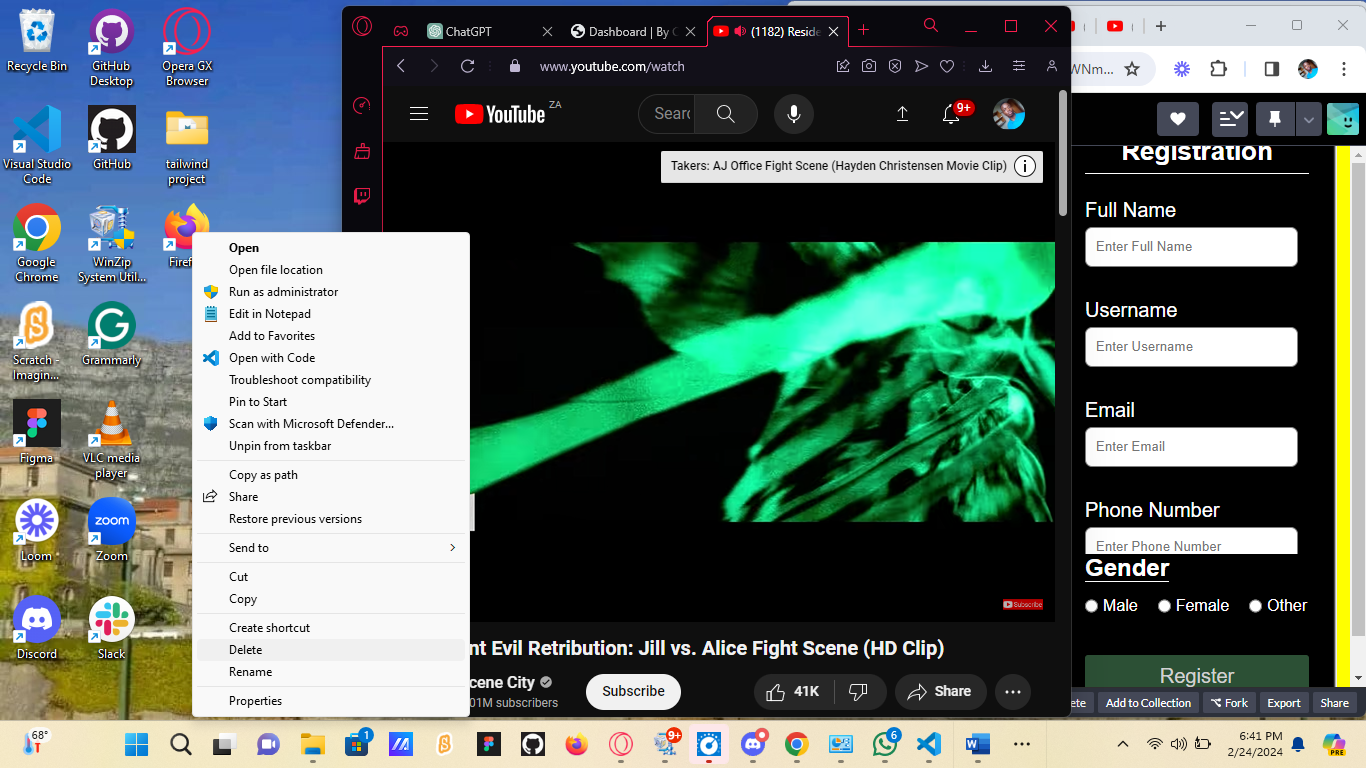 Recycle Bin
GitHub
Desktop
Opera GX
Browser
Visual Studio
Code
GitHub
tailwind
project
Google
Chrome
WinZip
System Util...
Firef
Scratch -
Imagin...
Grammarly
Figma
VLC media
player
Loom
Zoom
zoom
Discord
Slack
Open
Open file location
Run as administrator
Edit in Notepad
Add to Favorites
Open with Code
Troubleshoot compatibility
Pin to Start
Scan with Microsoft Defender...
Unpin from taskbar
Copy as path
Share
Restore previous versions
Send to
Cut
Copy
Create shortcut
Delete
Rename
Properties
ChatGPT
Dashboard | By C
(1182) Reside
www.youtube.com/watch
YouTube ZA
Searc
9+
Takers: AJ Office Fight Scene (Hayden Christensen Movie Clip)
Subscribe
nt Evil Retribution: Jill vs. Alice Fight Scene (HD Clip)
cene City
01M subscribers
Subscribe
41K
Share
WNm...
Registration
Full Name
Enter Full Name
Username
Enter Username
Email
Enter Email
Phone Number
Enter Phone Number
Gender
Male
Female
Other
Register
ete
Add to Collection
Fork
Export
Share
68°
1
9+
6
6:41 PM
2/24/2024
PRE